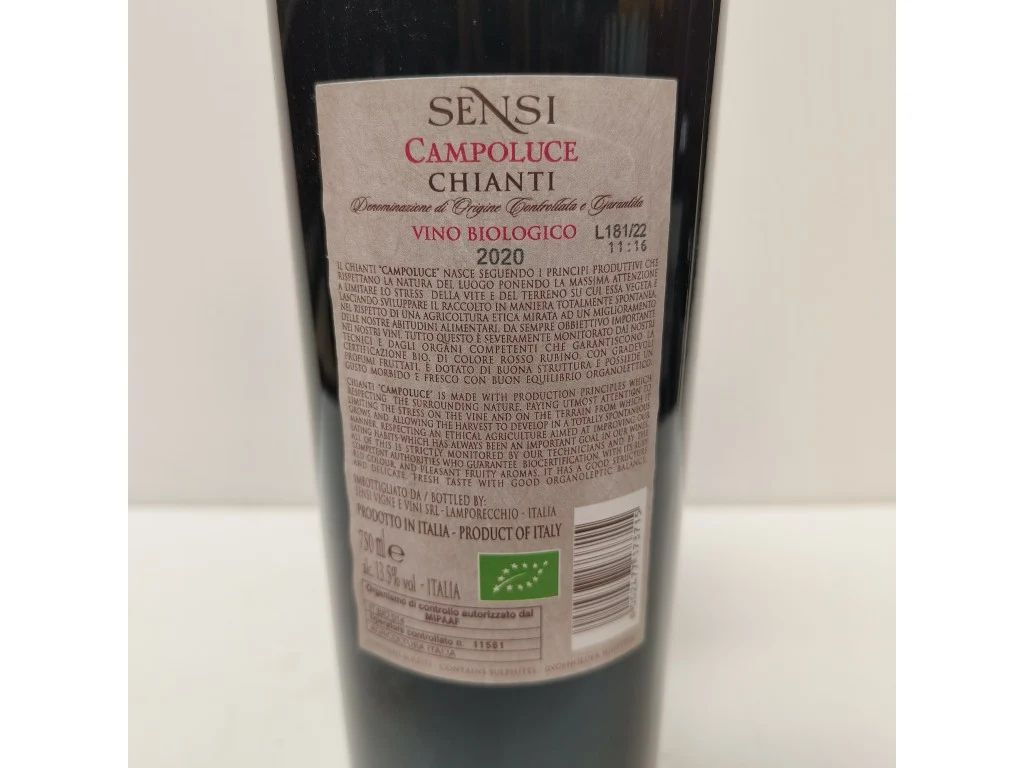 SENSI
CAMPOLUCE
CHIANTI
Denominazione di Origine Controllata e Garantita
VINO BIOLOGICO L181/22
2020 11:16
IL CHIANTI "CAMPOLUCE" NASCE SEGUENDO I PRINCIPI PRODUTTIVI CHE
RISPETTANO LA NATURA DEL LUOGO PONENDO LA MASSIMA ATTENZIONE
A LIMITARE LO STRESS DELLA VITE E DEL TERRENO SU CUI ESSA VEGETA E
LASCIANDO SVILUPPARE IL RACCOLTO IN MANIERA TOTALMENTE SPONTANEA,
NEL RISPETTO DI UNA AGRICOLTURA ETICA MIRATA AD UN MIGLIORAMENTO
DELLE NOSTRE ABITUDINI ALIMENTARI, DA SEMPRE OBBIETTIVO IMPORTANTE
NEI NOSTRI VINI. TUTTO QUESTO È SEVERAMENTE MONITORATO DAI NOSTRI
TECNICI E DAGLI ORGANI COMPETENTI CHE GARANTISCONO LA
CERTIFICAZIONE BIO. DI COLORE ROSSO RUBINO, CON GRADEVOLI
PROFUMI FRUTTATI, È DOTATO DI BUONA STRUTTURA E POSSIEDE UN
GUSTO MORBIDO E FRESCO CON BUON EQUILIBRIO ORGANOLETTICO.
CHIANTI "CAMPOLUCE" IS MADE WITH PRODUCTION PRINCIPLES WHICH
RESPECTING THE SURROUNDING NATURE, PAYING UTMOST ATTENTION TO
LIMITING THE STRESS ON THE VINE AND ON THE TERRAIN FROM WHICH IT
GROWS AND ALLOWING THE HARVEST TO DEVELOP IN A TOTALLY SPONTANEOUS
MANNER, RESPECTING AN ETHICAL AGRICULTURE AIMED AT IMPROVING OUR
EATING HABITS WHICH HAS ALWAYS BEEN AN IMPORTANT GOAL IN OUR WINES.
ALL OF THIS IS STRICTLY MONITORED BY OUR TECHNICIANS AND BY THE
COMPETENT AUTHORITIES WHO GUARANTEE BIOCERTIFICATION. WITH ITS RUBY
RED COLOUR, AND PLEASANT FRUITY AROMAS, IT HAS A GOOD STRUCTURE
AND DELICATE, FRESH TASTE WITH GOOD ORGANOLEPTIC BALANCE.
IMBOTTIGLIATO DA / BOTTLED BY:
SENSI VIGNE E VINI SRL - LAMPORECCHIO - ITALIA
PRODOTTO IN ITALIA - PRODUCT OF ITALY
750 ml e
alc. 13,5% vol - ITALIA
Organismo di controllo autorizzato dal
MIPAAF
operatore controllato n. 11561
AGRICOLTURA ITALIA
CONTAINS SULPHITES